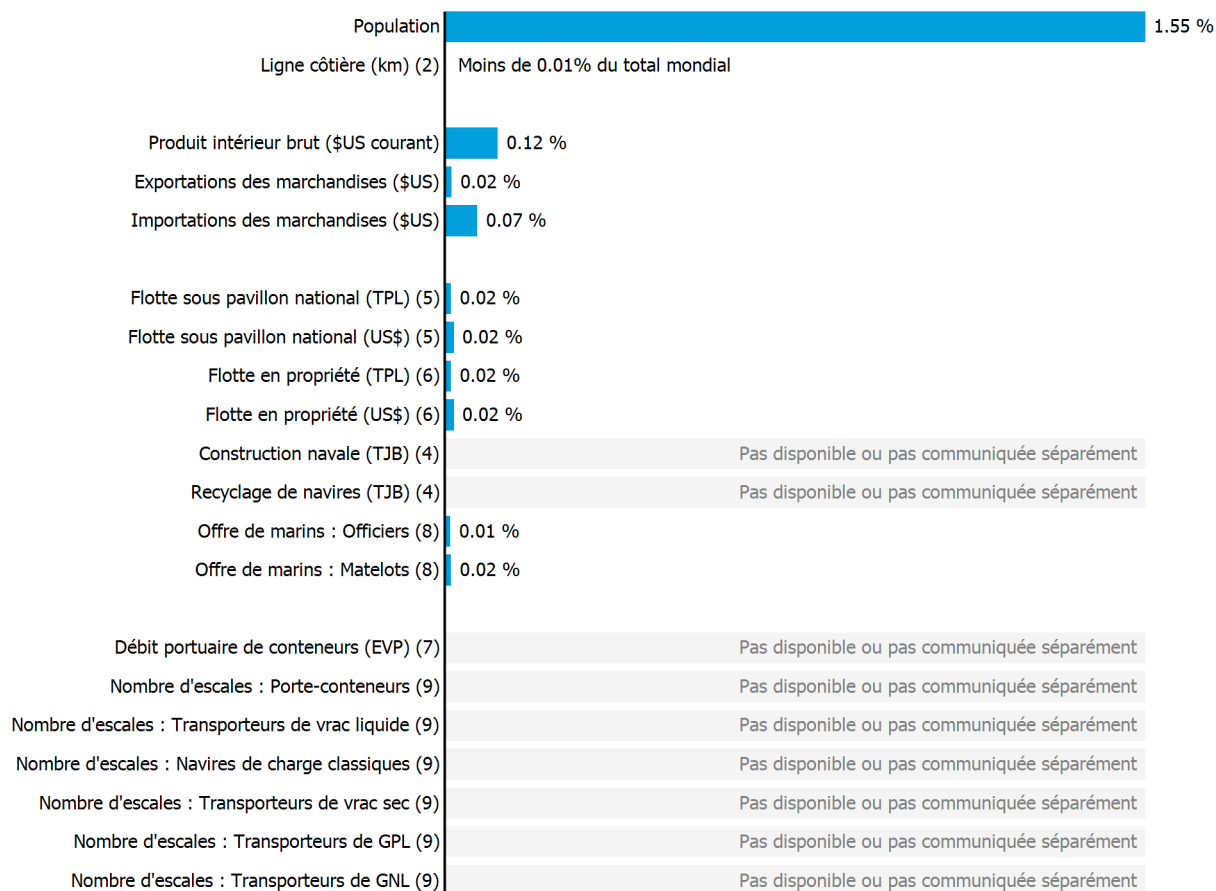 Population 1.55 %
Ligne côtière (km) (2) Moins de 0.01% du total mondial
Produit intérieur brut ($US courant) 0.12 %
Exportations des marchandises ($US) 0.02 %
Importations des marchandises ($US) 0.07 %
Flotte sous pavillon national (TPL) (5) 0.02 %
Flotte sous pavillon national (US$) (5) 0.02 %
Flotte en propriété (TPL) (6) 0.02 %
Flotte en propriété (US$) (6) 0.02 %
Construction navale (TJB) (4) Pas disponible ou pas communiquée séparément
Recyclage de navires (TJB) (4) Pas disponible ou pas communiquée séparément
Offre de marins : Officiers (8) 0.01 %
Offre de marins : Matelots (8) 0.02 %
Débit portuaire de conteneurs (EVP) (7) Pas disponible ou pas communiquée séparément
Nombre d'escales : Porte-conteneurs (9) Pas disponible ou pas communiquée séparément
Nombre d'escales : Transporteurs de vrac liquide (9) Pas disponible ou pas communiquée séparément
Nombre d'escales : Navires de charge classiques (9) Pas disponible ou pas communiquée séparément
Nombre d'escales : Transporteurs de vrac sec (9) Pas disponible ou pas communiquée séparément
Nombre d'escales : Transporteurs de GPL (9) Pas disponible ou pas communiquée séparément
Nombre d'escales : Transporteurs de GNL (9) Pas disponible ou pas communiquée séparément